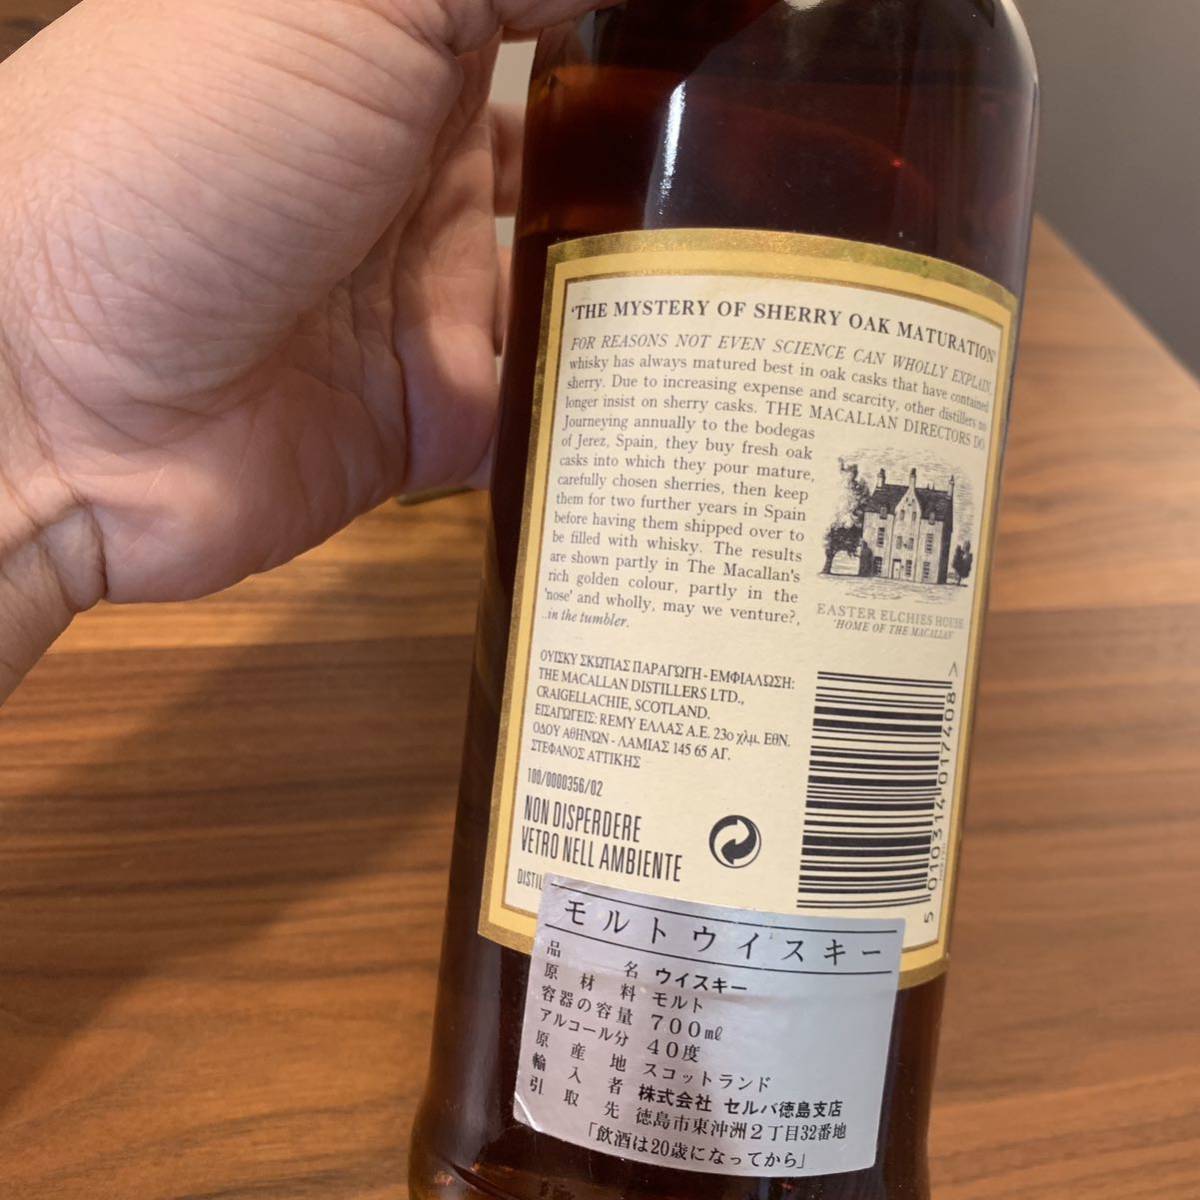 'THE MYSTERY OF SHERRY OAK MATURATION'
FOR REASONS NOT EVEN SCIENCE CAN WHOLLY EXPLAIN,
whisky has always matured best in oak casks that have contained
sherry. Due to increasing expense and scarcity, other distillers no
longer insist on sherry casks. THE MACALLAN DIRECTORS DO.
Journeying annually to the bodegas
of Jerez, Spain, they buy fresh oak
casks into which they pour mature,
carefully chosen sherries, then keep
them for two further years in Spain
before having them shipped over to
be filled with whisky. The results
are shown partly in The Macallan's
rich golden colour, partly in the
'nose' and wholly, may we venture?,
..in the tumbler.
EASTER ELCHIES HOUSE
'HOME OF THE MACALLAN'
ΟΥΙΣΚΥ ΣΚΩΤΙΑΣ ΠΑΡΑΓΩΓΗ - ΕΜΦΙΑΛΩΣΗ:
THE MACALLAN DISTILLERS LTD.,
CRAIGELLACHIE, SCOTLAND.
ΕΙΣΑΓΩΓΕΙΣ: REMY ΕΛΛΑΣ Α.Ε. 23ο χλμ. ΕΘΝ.
ΟΔΟΥ ΑΘΗΝΩΝ - ΛΑΜΙΑΣ 145 65 ΑΓ.
ΣΤΕΦΑΝΟΣ ΑΤΤΙΚΗΣ
100/0000356/02
NON DISPERDERE
VETRO NELL AMBIENTE
5 010314 017408 >
モルトウイスキー
品名 ウイスキー
原材料 モルト
容器の容量 700㎖
アルコール分 40度
原産地 スコットランド
輸入者 株式会社 セルバ徳島支店
引取先 徳島市東沖洲2丁目32番地
「飲酒は20歳になってから」